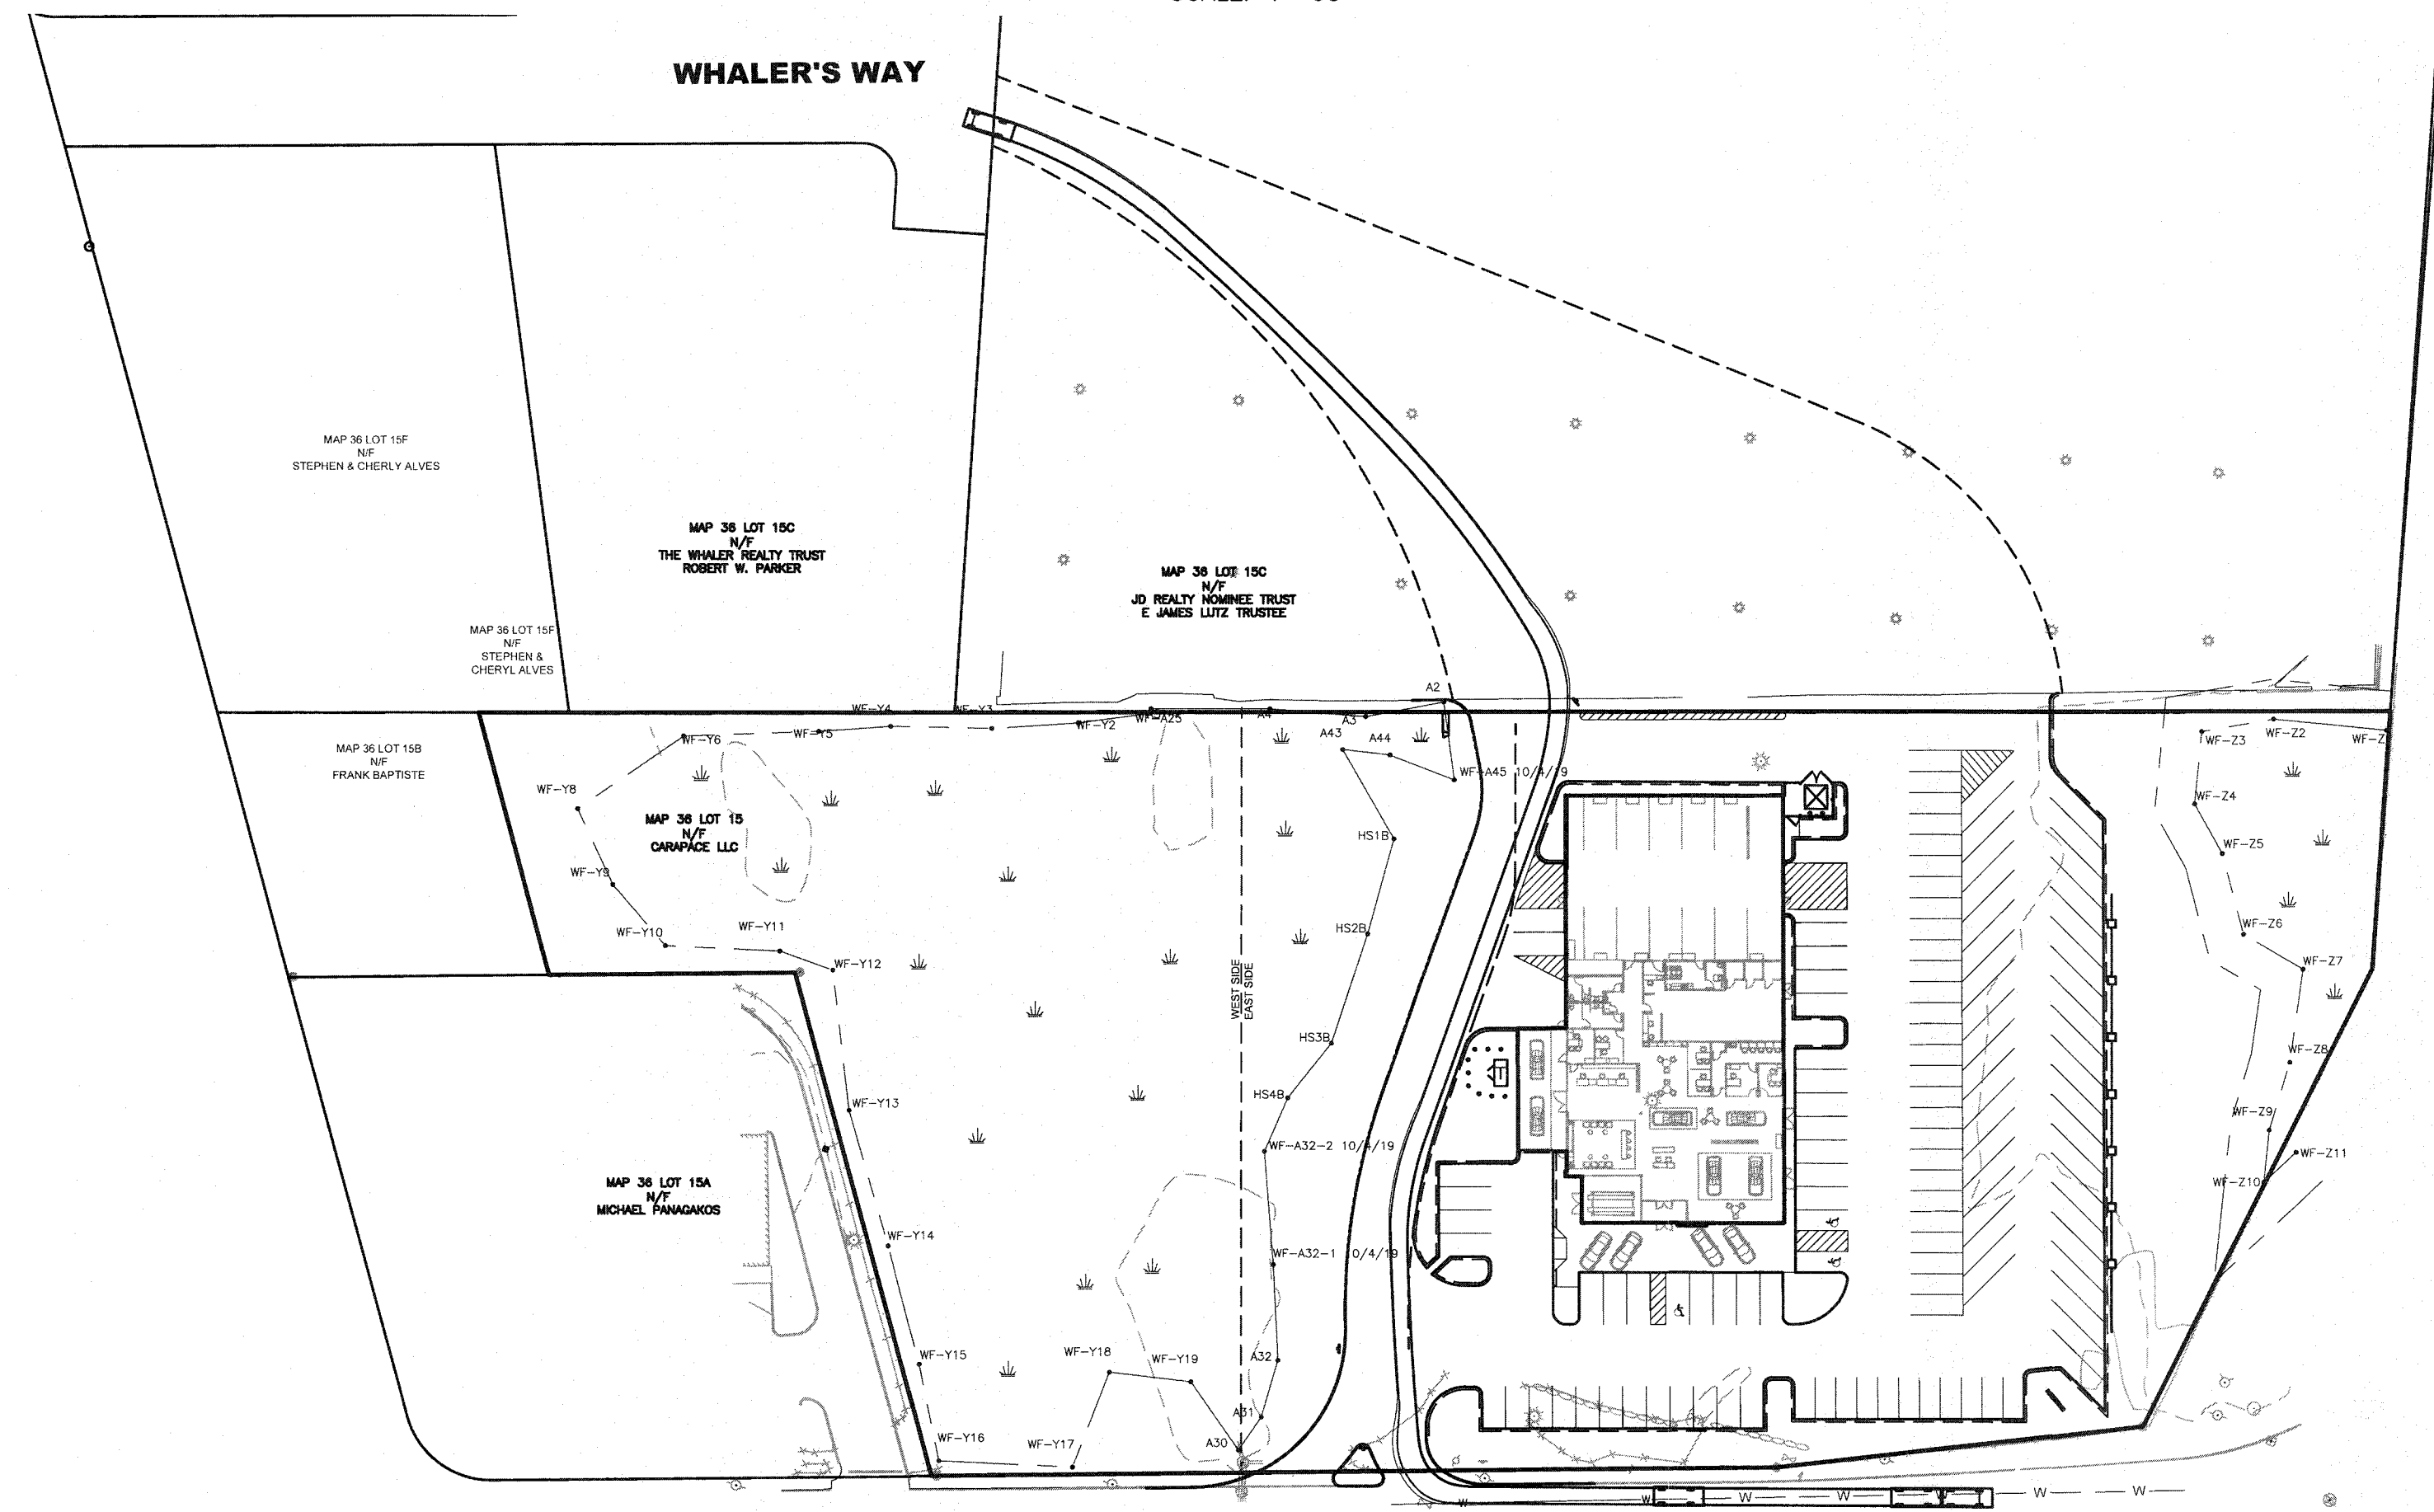 WHALER'S WAY
MAP 36 LOT 15F
N/F
STEPHEN & CHERLY ALVES
MAP 36 LOT 15C
N/F
THE WHALER REALTY TRUST
ROBERT W. PARKER
MAP 36 LOT 15C
N/F
JD REALTY NOMINEE TRUST
E JAMES LUTZ TRUSTEE
MAP 36 LOT 15F
N/F
STEPHEN &
CHERYL ALVES
A2
WF-Y4
WF-Y3
WF-Y2
WF-A25
A4
A3
WF-Y6
WF-Y5
A43
A44
WF-Z3
WF-Z2
WF-Z
MAP 36 LOT 15B
N/F
FRANK BAPTISTE
WF-A45 10/4/19
WF-Y8
WF-Z4
MAP 36 LOT 15
N/F
CARAPACE LLC
HS1B
WF-Z5
WF-Y9
WF-Y10
WF-Y11
HS2B
WF-Z6
WF-Y12
WF-Z7
WEST SIDE
EAST SIDE
HS3B
WF-Z8
HS4B
WF-Y13
WF-Z9
WF-A32-2 10/4/19
WF-Z11
MAP 36 LOT 15A
N/F
MICHAEL PANAGAKOS
WF-Z10
WF-Y14
WF-A32-1 10/4/19
WF-Y15
WF-Y18
WF-Y19
A32
A31
WF-Y16
WF-Y17
A30
W
W
W
W
W
W
W